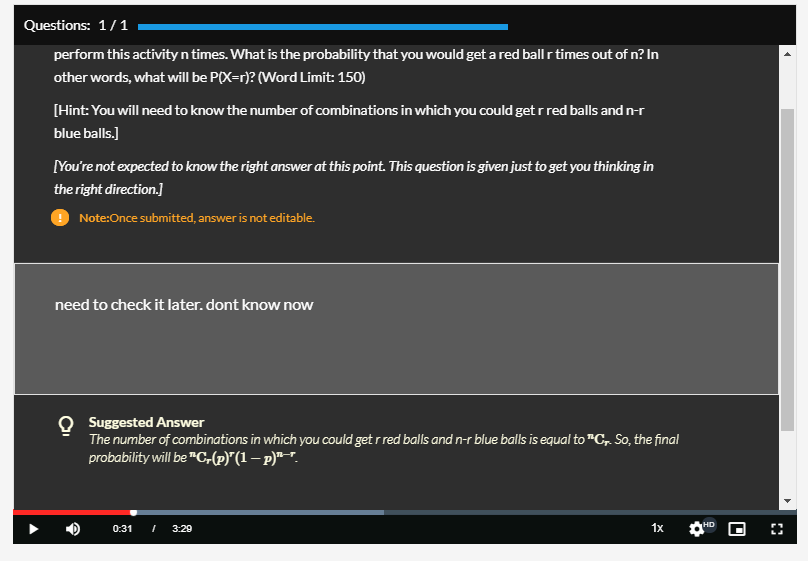 Questions: 1 / 1
perform this activity n times. What is the probability that you would get a red ball r times out of n? In
other words, what will be P(X=r)? (Word Limit: 150)
[Hint: You will need to know the number of combinations in which you could get r red balls and n-r
blue balls.]
[You're not expected to know the right answer at this point. This question is given just to get you thinking in
the right direction.]
! Note:Once submitted, answer is not editable.
need to check it later. dont know now
Suggested Answer
The number of combinations in which you could get r red balls and n-r blue balls is equal to ⁿCᵣ. So, the final
probability will be ⁿCᵣ(p)ʳ(1 − p)ⁿ⁻ʳ.
0:31 / 3:29 1x HD